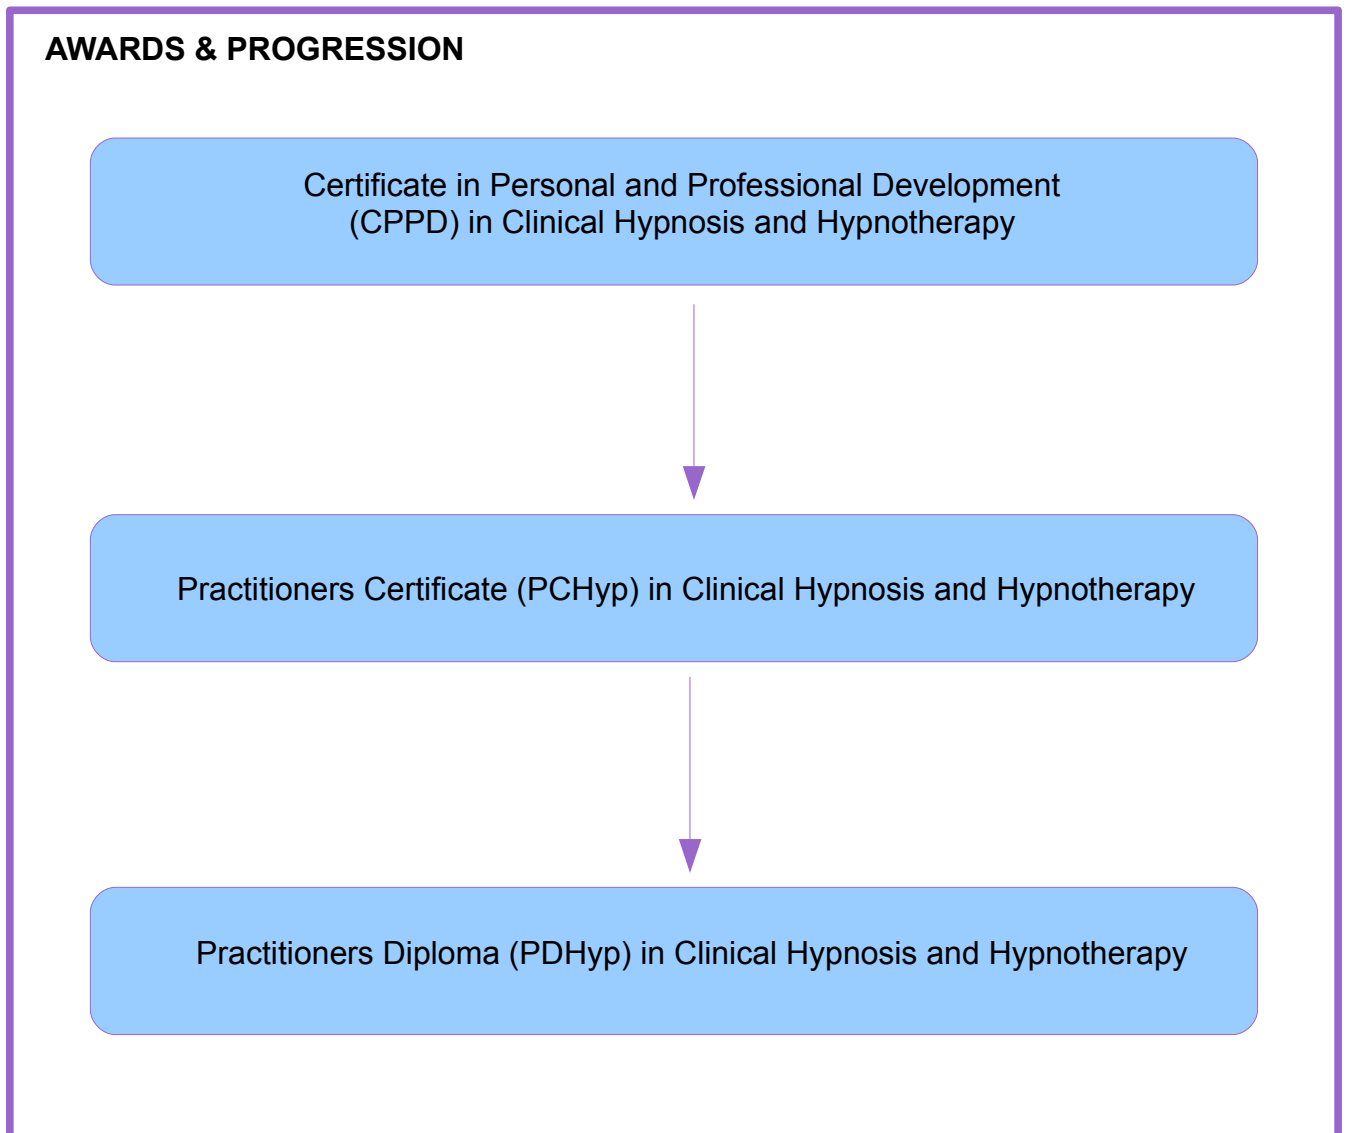 AWARDS & PROGRESSION
Certificate in Personal and Professional Development
(CPPD) in Clinical Hypnosis and Hypnotherapy
Practitioners Certificate (PCHyp) in Clinical Hypnosis and Hypnotherapy
Practitioners Diploma (PDHyp) in Clinical Hypnosis and Hypnotherapy